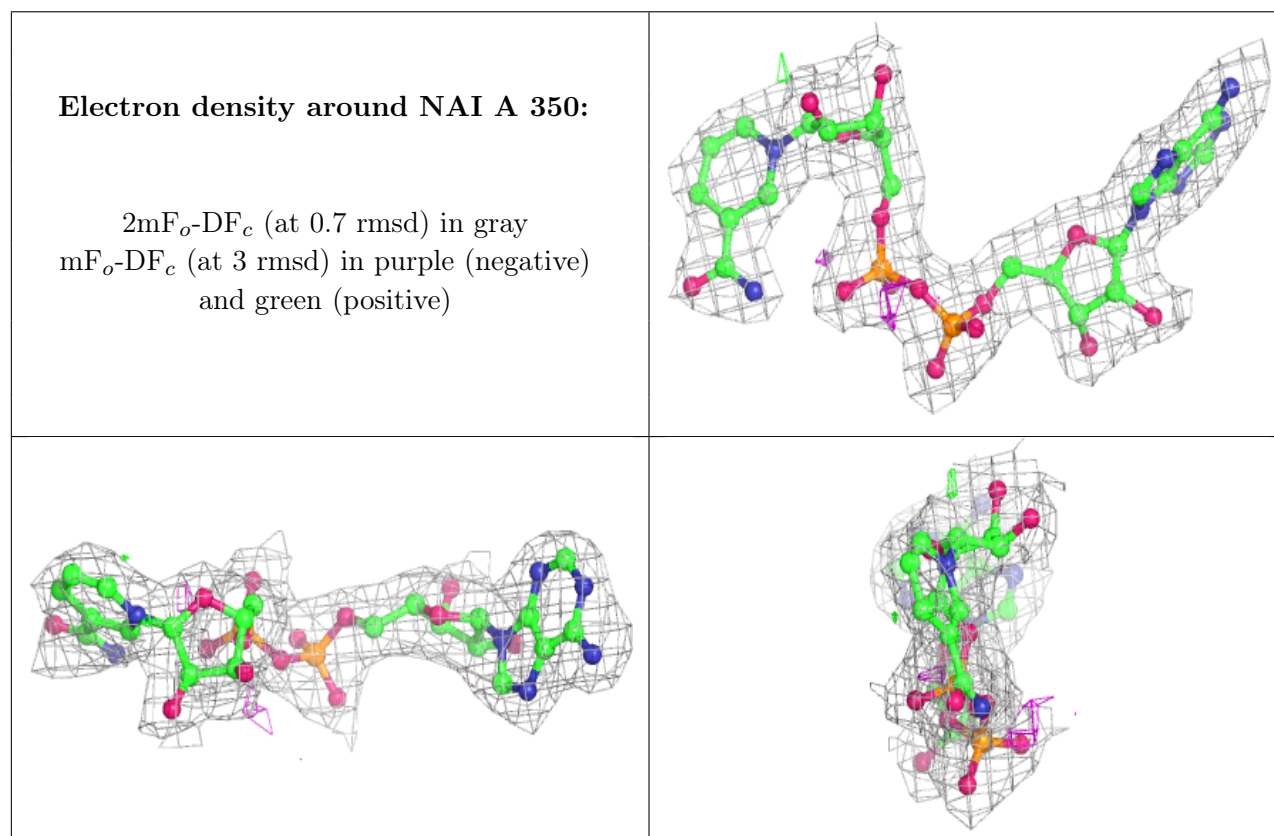 Electron density around NAI A 350:
2mFo-DFc (at 0.7 rmsd) in gray
mFo-DFc (at 3 rmsd) in purple (negative)
and green (positive)